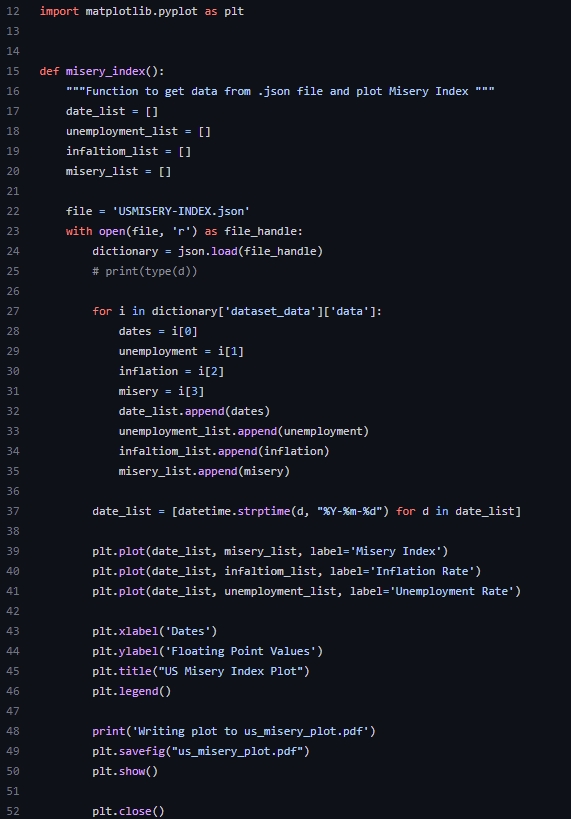 12 import matplotlib.pyplot as plt
13
14
15 def misery_index():
16     """Function to get data from .json file and plot Misery Index """
17     date_list = []
18     unemployment_list = []
19     infaltiom_list = []
20     misery_list = []
21
22     file = 'USMISERY-INDEX.json'
23     with open(file, 'r') as file_handle:
24         dictionary = json.load(file_handle)
25         # print(type(d))
26
27         for i in dictionary['dataset_data']['data']:
28             dates = i[0]
29             unemployment = i[1]
30             inflation = i[2]
31             misery = i[3]
32             date_list.append(dates)
33             unemployment_list.append(unemployment)
34             infaltiom_list.append(inflation)
35             misery_list.append(misery)
36
37         date_list = [datetime.strptime(d, "%Y-%m-%d") for d in date_list]
38
39         plt.plot(date_list, misery_list, label='Misery Index')
40         plt.plot(date_list, infaltiom_list, label='Inflation Rate')
41         plt.plot(date_list, unemployment_list, label='Unemployment Rate')
42
43         plt.xlabel('Dates')
44         plt.ylabel('Floating Point Values')
45         plt.title("US Misery Index Plot")
46         plt.legend()
47
48         print('Writing plot to us_misery_plot.pdf')
49         plt.savefig("us_misery_plot.pdf")
50         plt.show()
51
52         plt.close()